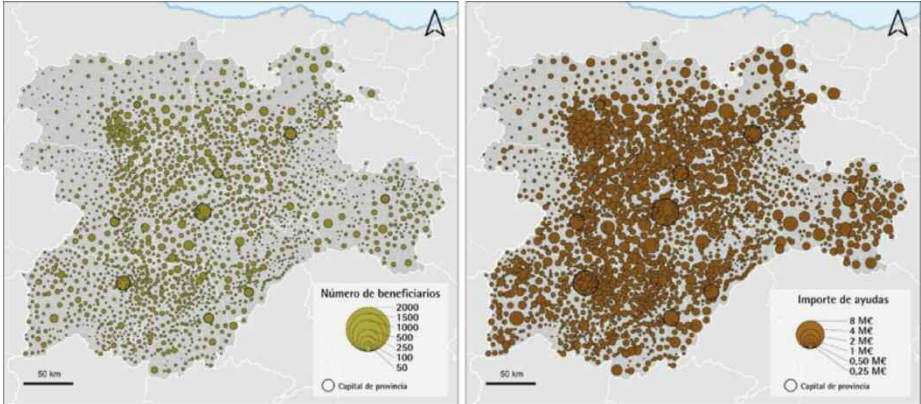 Número de beneficiarios
2000
1500
1000
500
250
100
50
Capital de provincia
50 km
Importe de ayudas
8 M€
4 M€
2 M€
1 M€
0,50 M€
0,25 M€
Capital de provincia
50 km